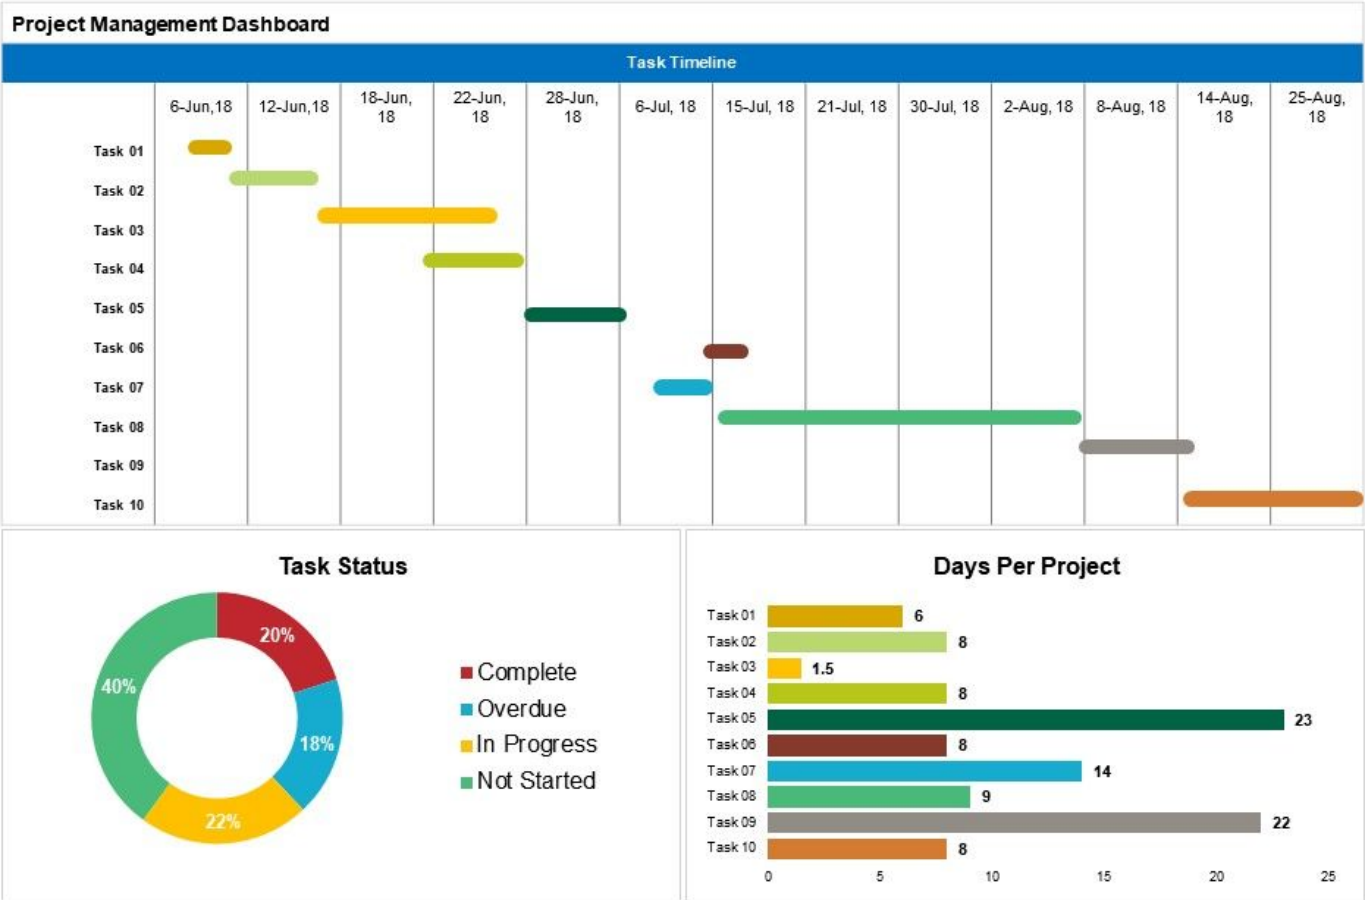 Project Management Dashboard
Task Timeline
6-Jun,18
12-Jun,18
18-Jun,
18
22-Jun,
18
28-Jun,
18
6-Jul, 18
15-Jul, 18
21-Jul, 18
30-Jul, 18
2-Aug, 18
8-Aug, 18
14-Aug,
18
25-Aug,
18
Task 01
Task 02
Task 03
Task 04
Task 05
Task 06
Task 07
Task 08
Task 09
Task 10
Task Status
20%
18%
22%
40%
Complete
Overdue
In Progress
Not Started
Days Per Project
Task 01 6
Task 02 8
Task 03 1.5
Task 04 8
Task 05 23
Task 06 8
Task 07 14
Task 08 9
Task 09 22
Task 10 8
0 5 10 15 20 25